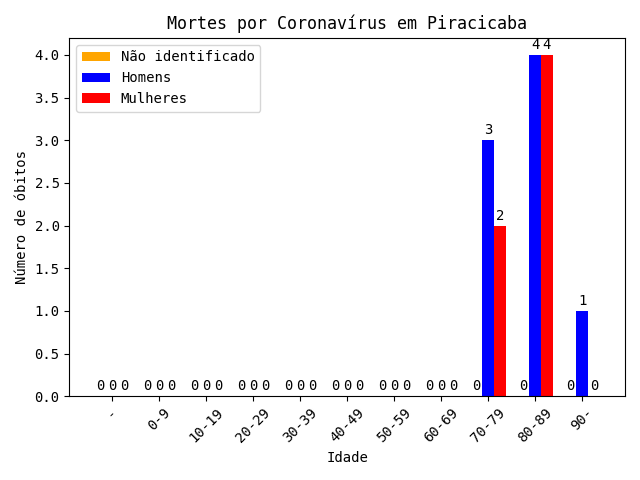 Mortes por Coronavírus em Piracicaba
Não identificado
Homens
Mulheres
Número de óbitos
4.0
3.5
3.0
2.5
2.0
1.5
1.0
0.5
0.0
0 0 0 0 0 0 0 0 0 0 0 0 0 0 0 0 0 0 0 0 0 0 0 0 0 3 2 0 4 4 0 1 0
- 0-9 10-19 20-29 30-39 40-49 50-59 60-69 70-79 80-89 90-
Idade